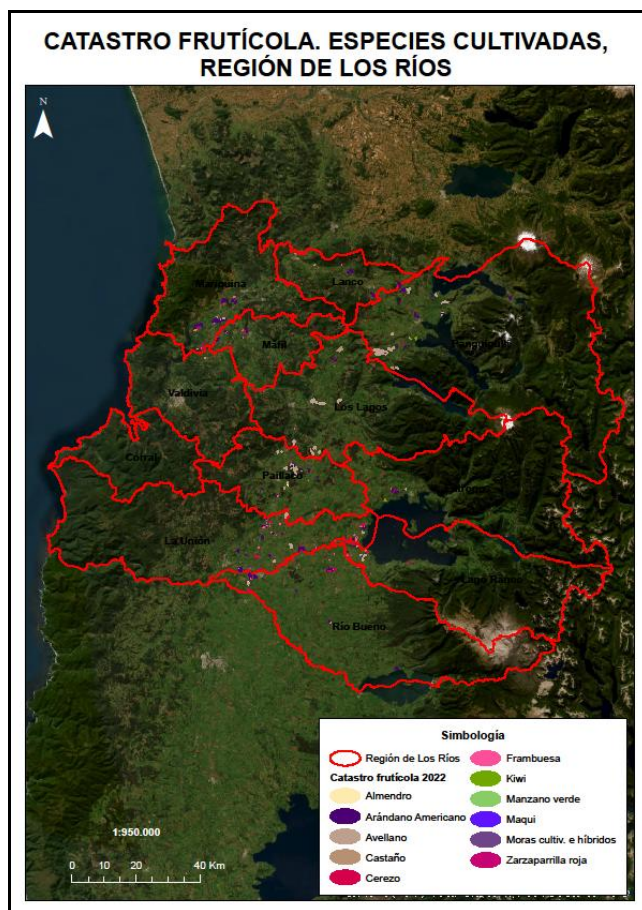 CATASTRO FRUTÍCOLA. ESPECIES CULTIVADAS,
REGIÓN DE LOS RÍOS
N
Mariquina
Lanco
Panguipulli
Máfil
Valdivia
Los Lagos
Corral
Paillaco
Futrono
La Unión
Lago Ranco
Río Bueno
1:950.000
0 10 20 40 Km
Simbología
Región de Los Ríos
Catastro frutícola 2022
Almendro
Arándano Americano
Avellano
Castaño
Cerezo
Frambuesa
Kiwi
Manzano verde
Maqui
Moras cultiv. e híbridos
Zarzaparrilla roja